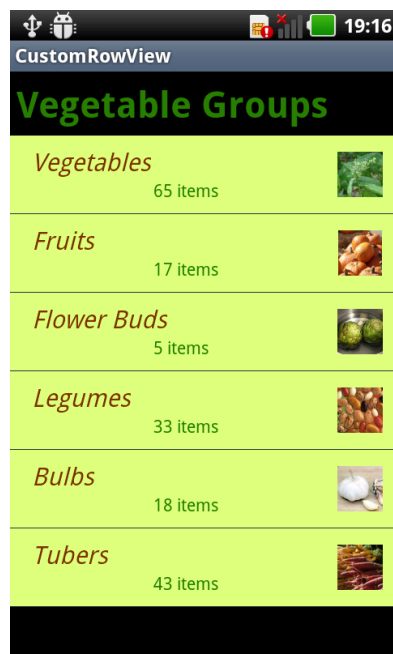 19:16
CustomRowView
Vegetable Groups
Vegetables
65 items
Fruits
17 items
Flower Buds
5 items
Legumes
33 items
Bulbs
18 items
Tubers
43 items